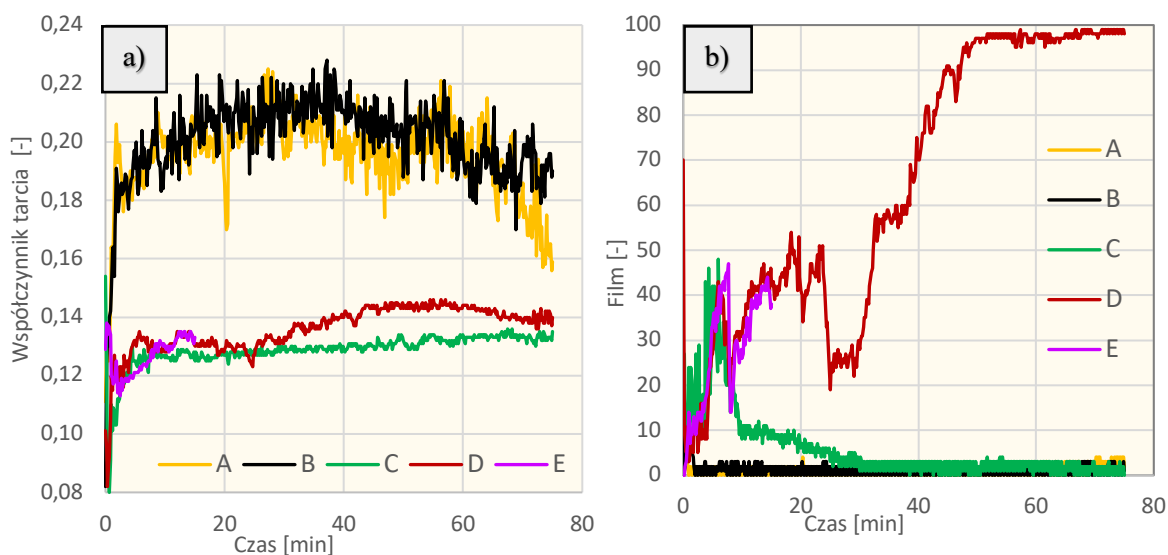 a)
Współczynnik tarcia [-]
0,24
0,22
0,20
0,18
0,16
0,14
0,12
0,10
0,08
A B C D E
0 20 40 60 80
Czas [min]
b)
Film [-]
100
90
80
70
60
50
40
30
20
10
0
A
B
C
D
E
0 20 40 60 80
Czas [min]